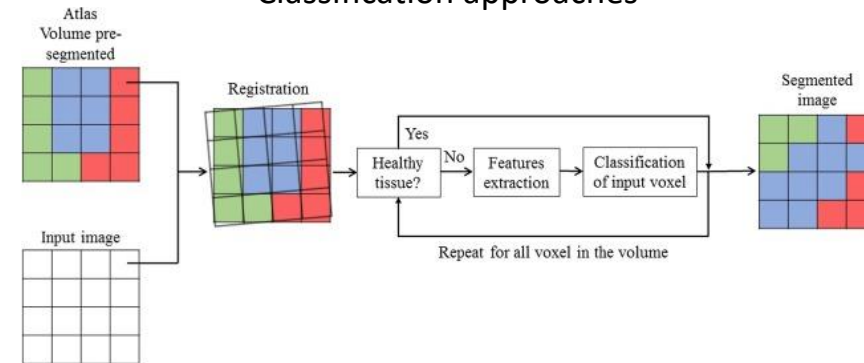 Classification approaches
Atlas
Volume pre-
segmented
Registration
Segmented
image
Yes
Healthy
tissue?
No
Features
extraction
Classification
of input voxel
Input image
Repeat for all voxel in the volume